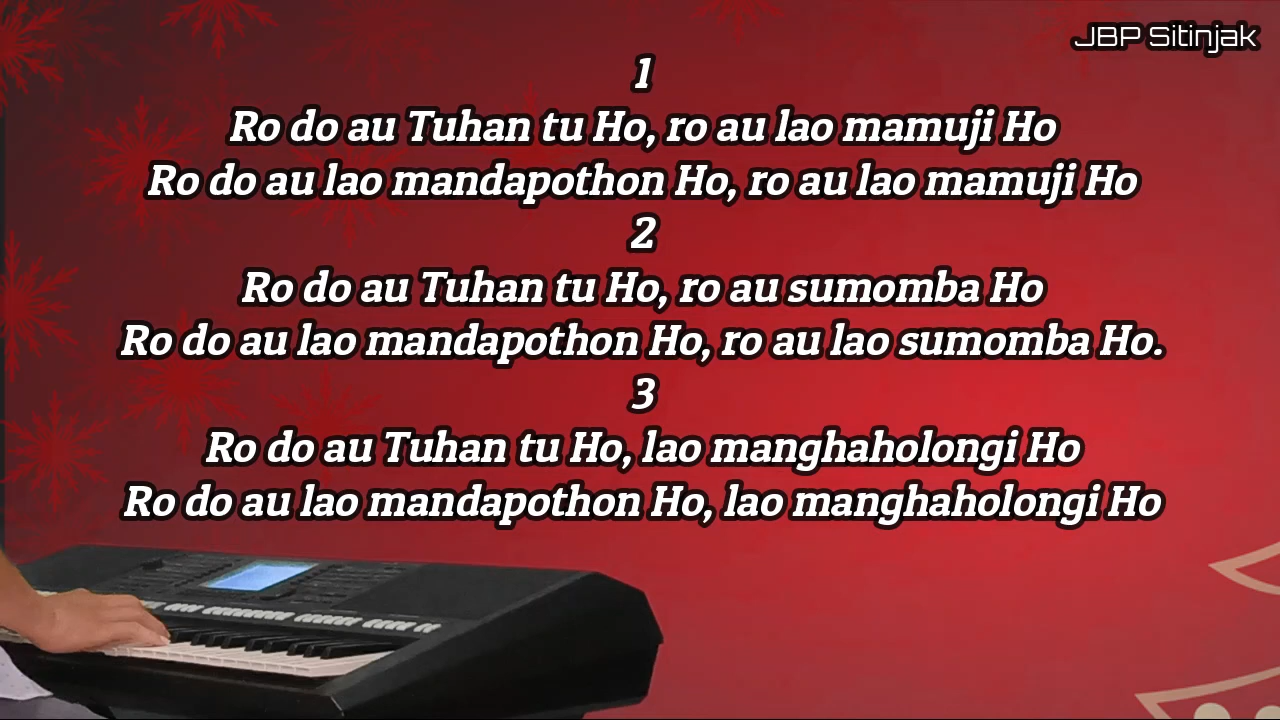 JBP Sitinjak
1
Ro do au Tuhan tu Ho, ro au lao mamuji Ho
Ro do au lao mandapothon Ho, ro au lao mamuji Ho
2
Ro do au Tuhan tu Ho, ro au sumomba Ho
Ro do au lao mandapothon Ho, ro au lao sumomba Ho.
3
Ro do au Tuhan tu Ho, lao manghaholongi Ho
Ro do au lao mandapothon Ho, lao manghaholongi Ho